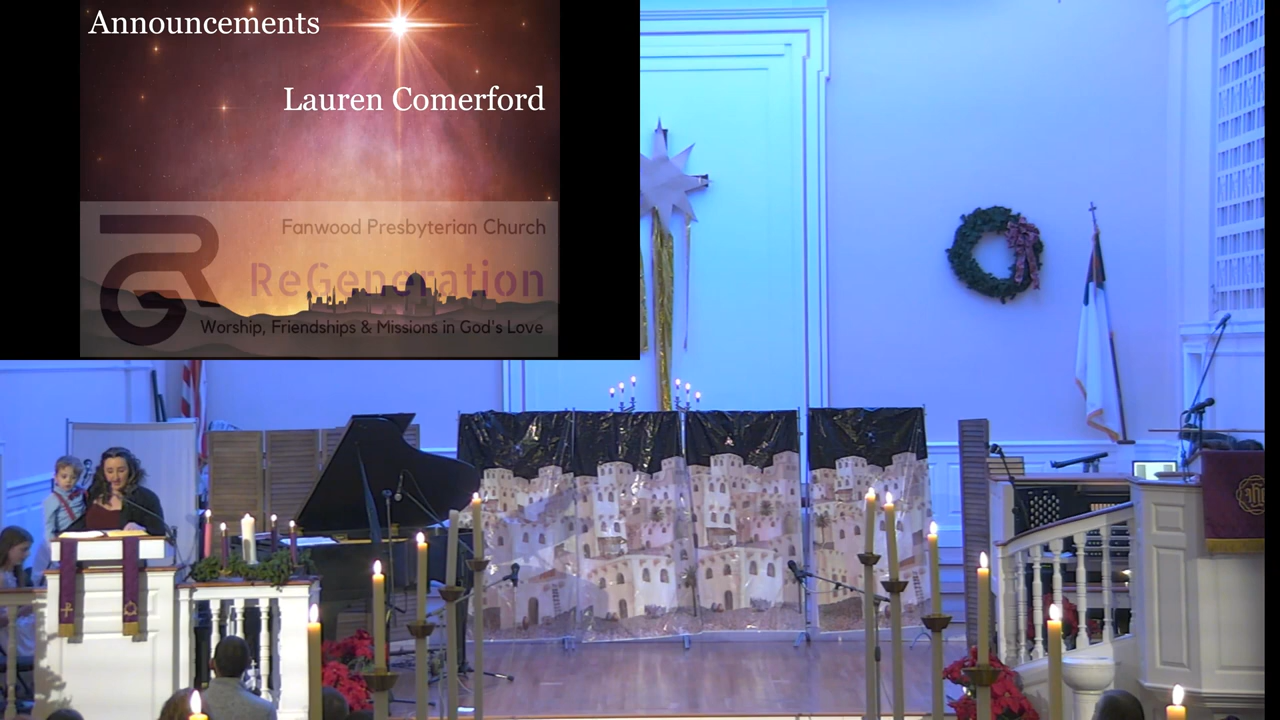 Announcements
Lauren Comerford
Fanwood Presbyterian Church
ReGeneration
Worship, Friendships & Missions in God's Love